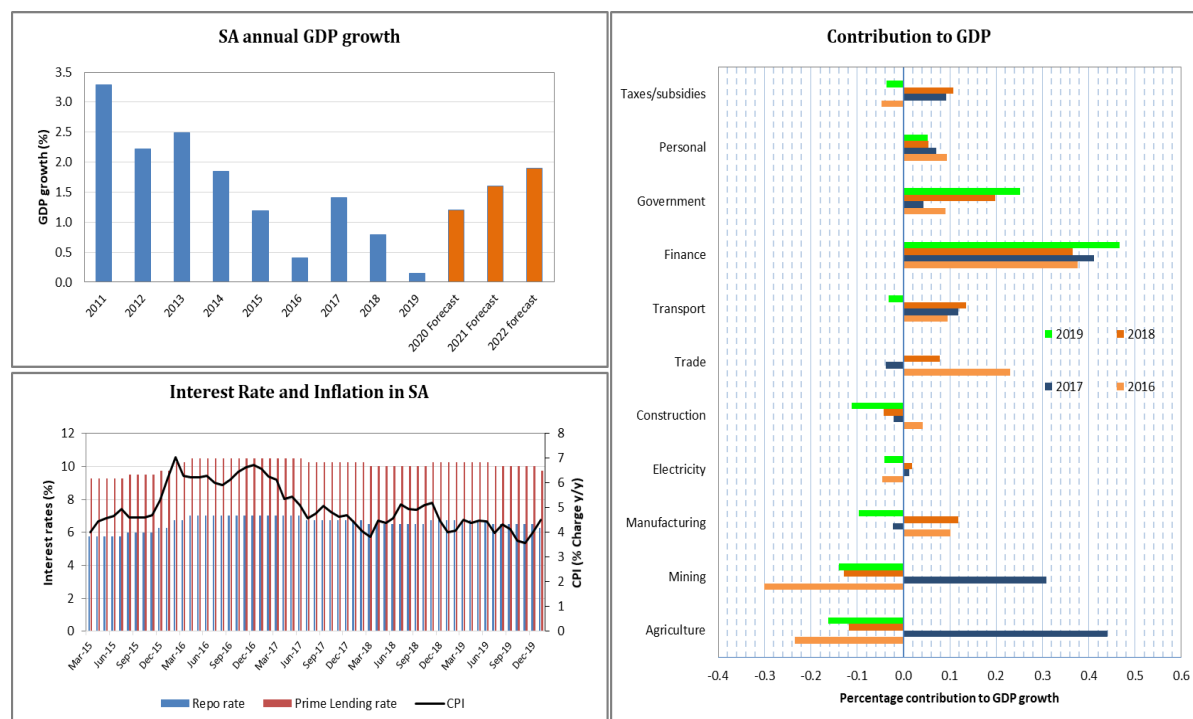 SA annual GDP growth
GDP growth (%)
3.5
3.0
2.5
2.0
1.5
1.0
0.5
0.0
2011
2012
2013
2014
2015
2016
2017
2018
2019
2020 Forecast
2021 Forecast
2022 forecast
Interest Rate and Inflation in SA
Interest rates (%)
12
10
8
6
4
2
0
CPI (% Charge y/y)
8
7
6
5
4
3
2
1
0
Mar-15
Jun-15
Sep-15
Dec-15
Mar-16
Jun-16
Sep-16
Dec-16
Mar-17
Jun-17
Sep-17
Dec-17
Mar-18
Jun-18
Sep-18
Dec-18
Mar-19
Jun-19
Sep-19
Dec-19
Repo rate
Prime Lending rate
CPI
Contribution to GDP
Taxes/subsidies
Personal
Government
Finance
Transport
Trade
Construction
Electricity
Manufacturing
Mining
Agriculture
2019
2018
2017
2016
-0.4
-0.3
-0.2
-0.1
0.0
0.1
0.2
0.3
0.4
0.5
0.6
Percentage contribution to GDP growth